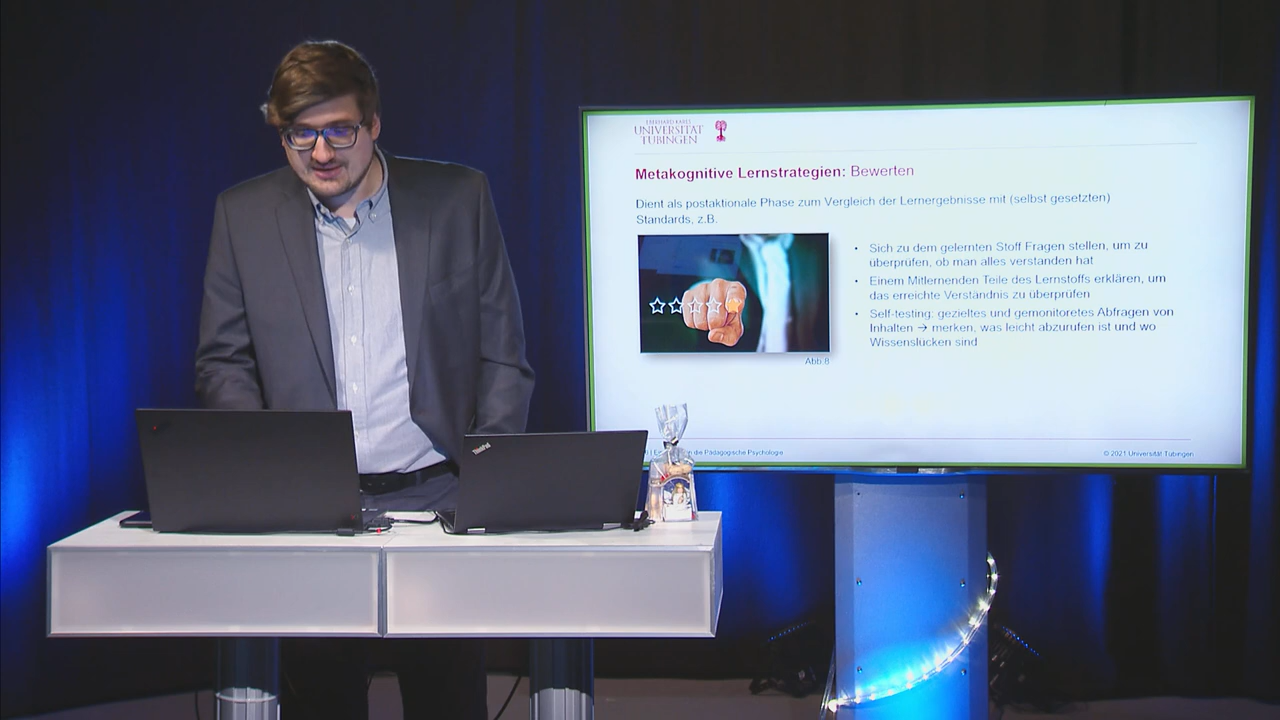 EBERHARD KARLS
UNIVERSITÄT
TÜBINGEN
Metakognitive Lernstrategien: Bewerten
Dient als postaktionale Phase zum Vergleich der Lernergebnisse mit (selbst gesetzten)
Standards, z.B.
• Sich zu dem gelernten Stoff Fragen stellen, um zu
überprüfen, ob man alles verstanden hat
• Einem Mitlernenden Teile des Lernstoffs erklären, um
das erreichte Verständnis zu überprüfen
• Self-testing: gezieltes und gemonitoretes Abfragen von
Inhalten → merken, was leicht abzurufen ist und wo
Wissenslücken sind
Abb.8
die Pädagogische Psychologie
© 2021 Universität Tübingen
ThinkPad